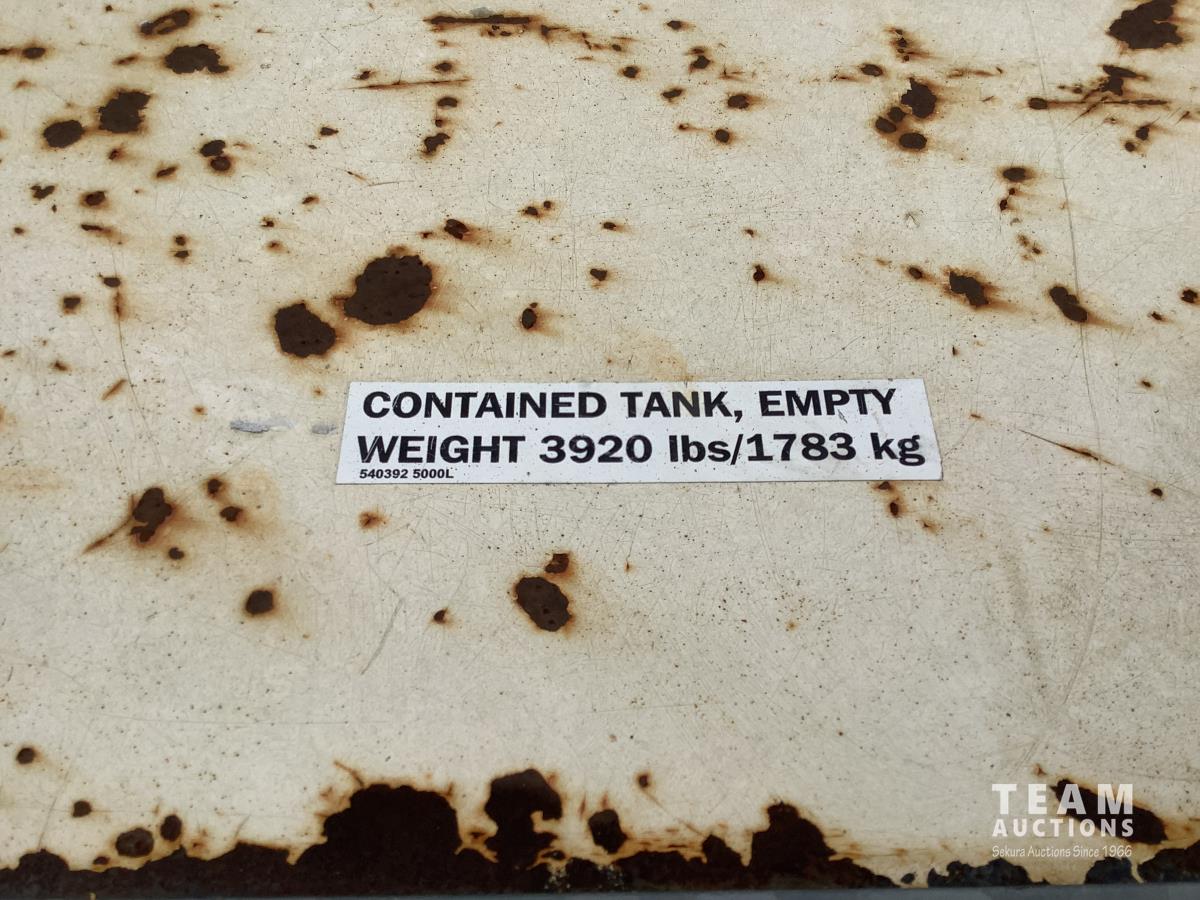 CONTAINED TANK, EMPTY
WEIGHT 3920 lbs/1783 kg
540392 5000L
TEAM
AUCTIONS
Sekura Auctions Since 1966